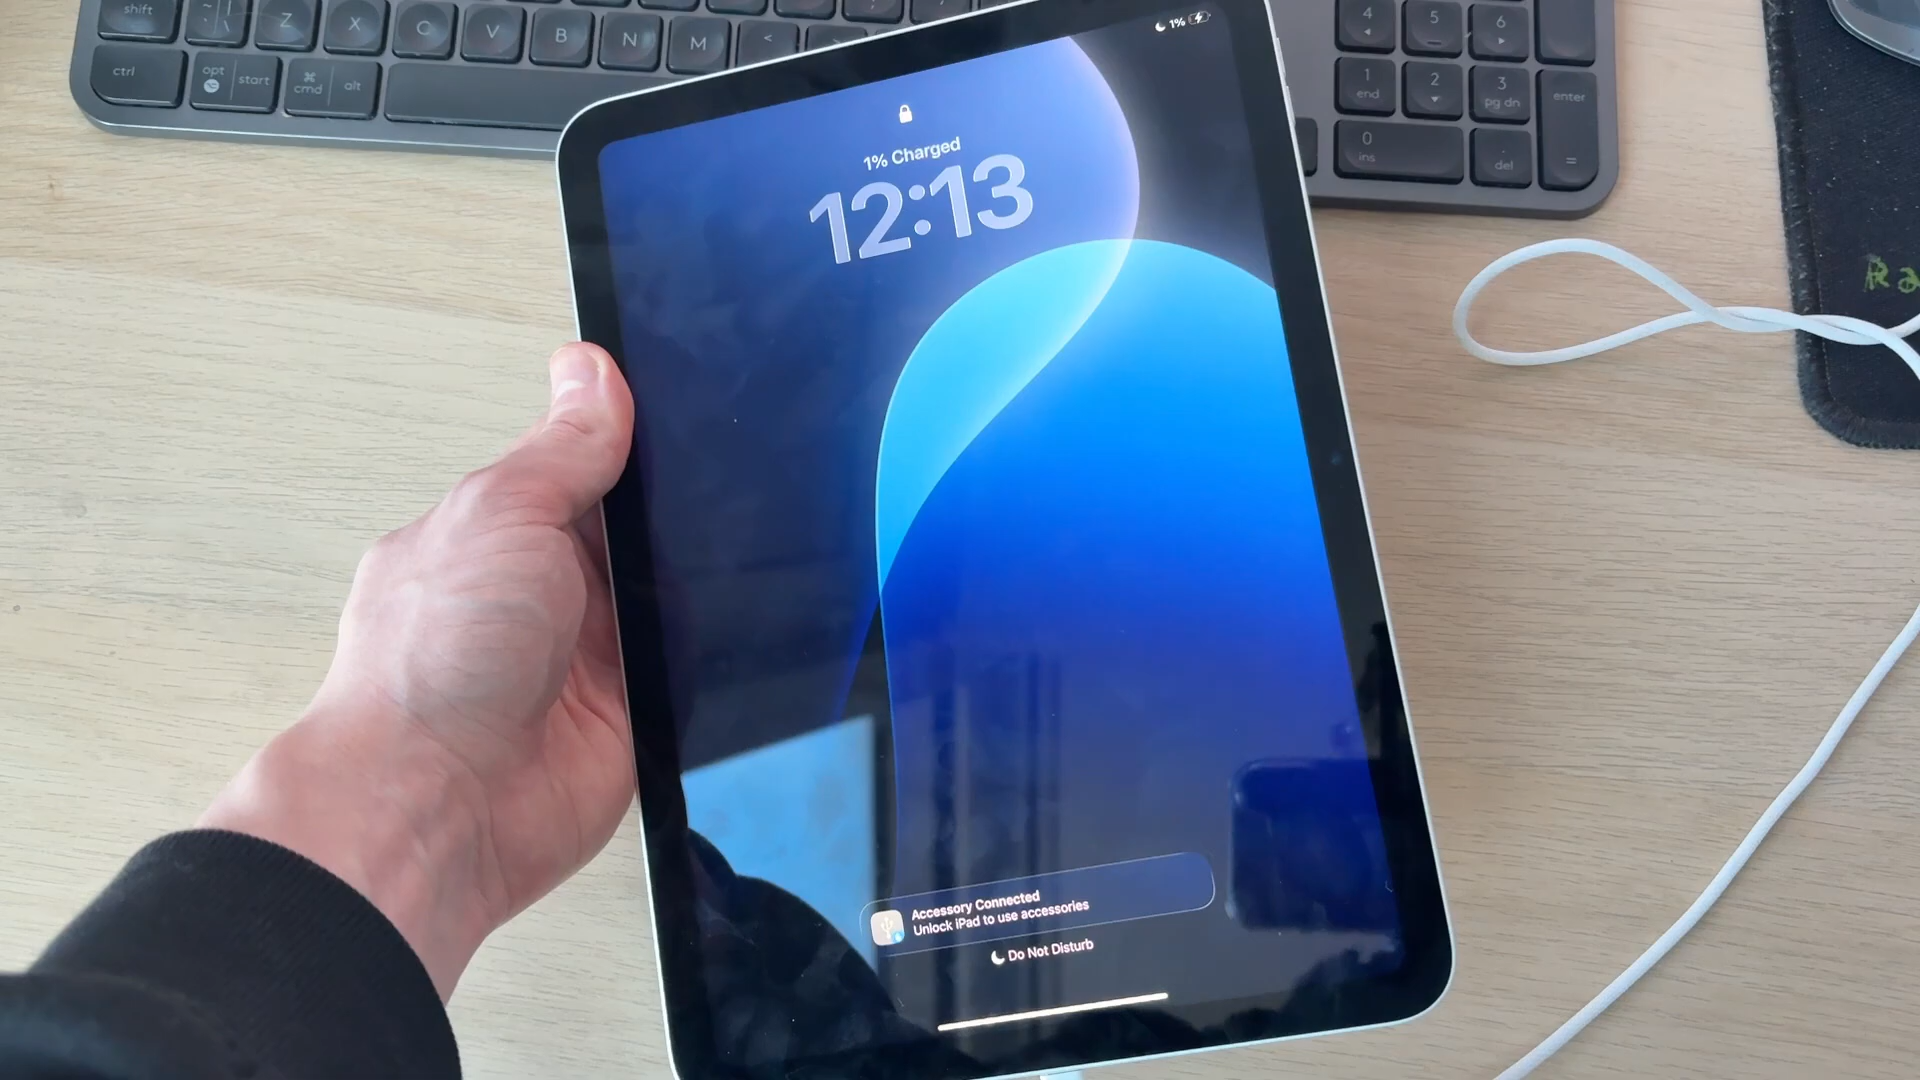 shift
~ `
| \
Z
X
C
V
B
N
M
<
ctrl
opt start
⌘
cmd alt
4
5
6
1
end
2
3
pg dn
enter
0
ins
.
del
=
1%
1% Charged
12:13
Accessory Connected
Unlock iPad to use accessories
Do Not Disturb